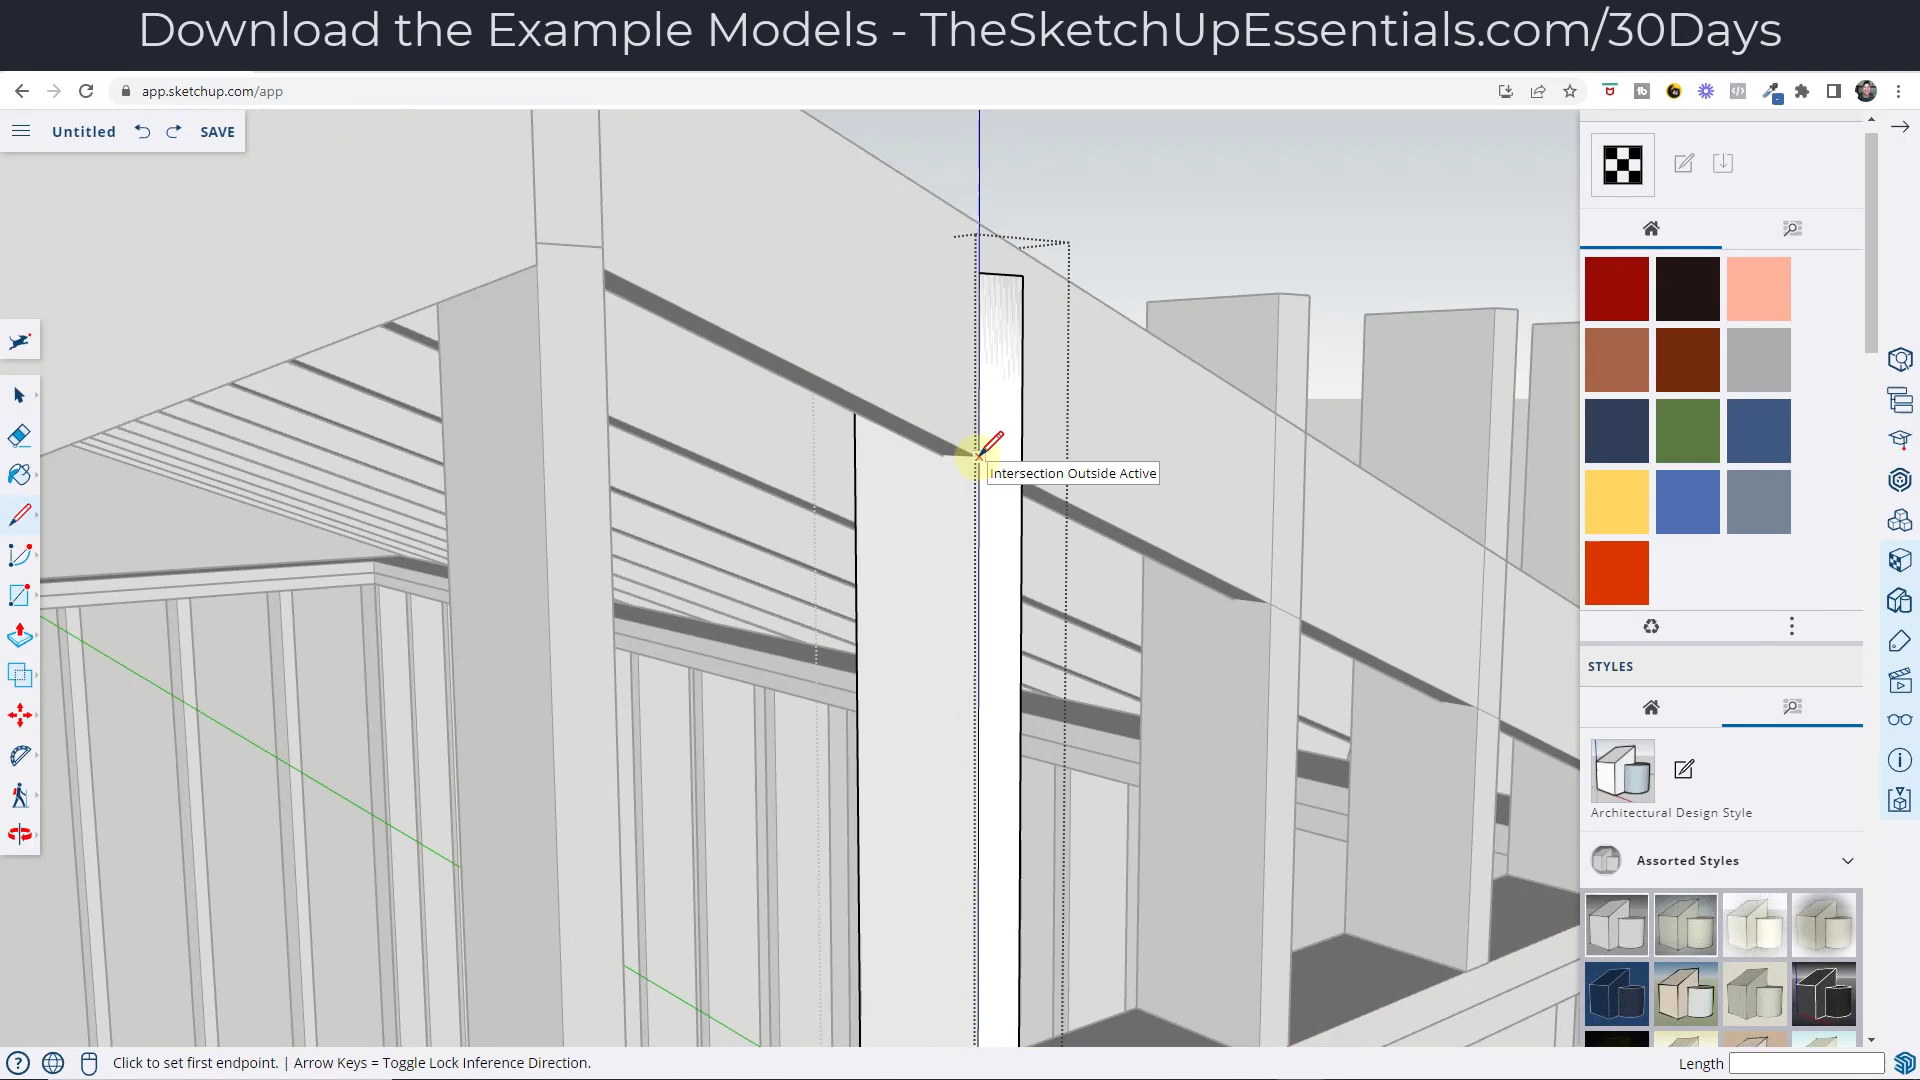 Download the Example Models - TheSketchUpEssentials.com/30Days
app.sketchup.com/app
Untitled
SAVE
Intersection Outside Active
STYLES
Architectural Design Style
Assorted Styles
Click to set first endpoint. | Arrow Keys = Toggle Lock Inference Direction.
Length